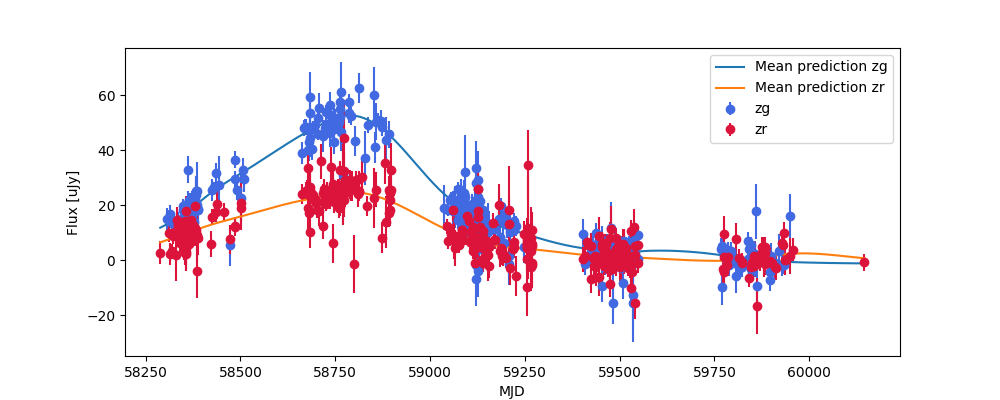 Mean prediction zg
Mean prediction zr
zg
zr
60
40
20
0
−20
Flux [uJy]
58250 58500 58750 59000 59250 59500 59750 60000
MJD